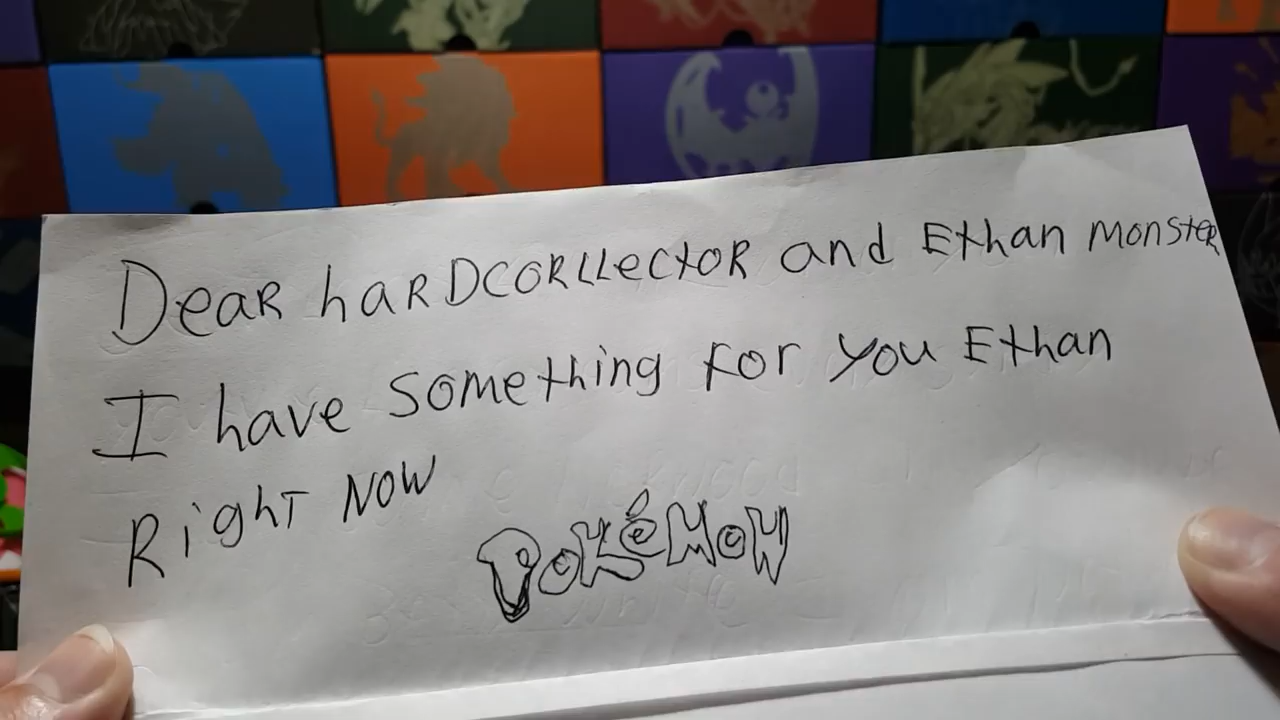 Dear hardcorllector and Ethan monster
I have something for you Ethan
Right now
POKéMON